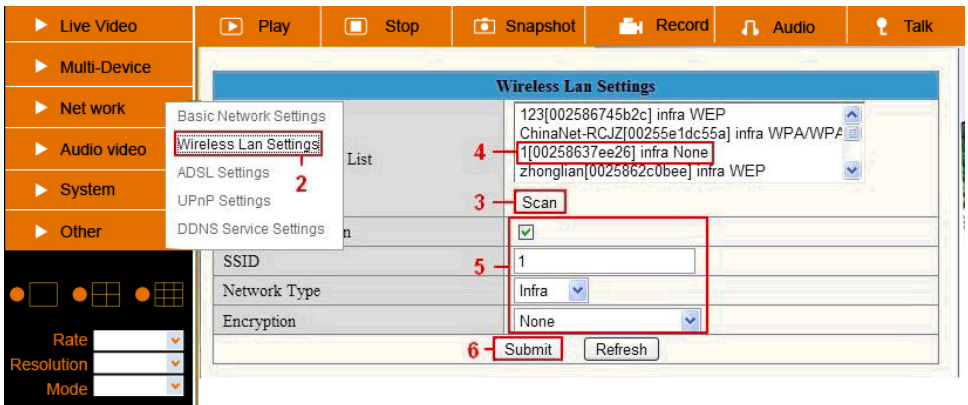 Live Video
Play
Stop
Snapshot
Record
Audio
Talk
Multi-Device
Net work
Audio video
System
Other
Basic Network Settings
Wireless Lan Settings
2
ADSL Settings
UPnP Settings
DDNS Service Settings
Wireless Lan Settings
List
123[002586745b2c] infra WEP
ChinaNet-RCJZ[00255e1dc55a] infra WPA/WPA
4
1[00258637ee26] infra None
zhonglian[0025862c0bee] infra WEP
3
Scan
n
5
SSID
1
Network Type
Infra
Encryption
None
6
Submit
Refresh
Rate
Resolution
Mode